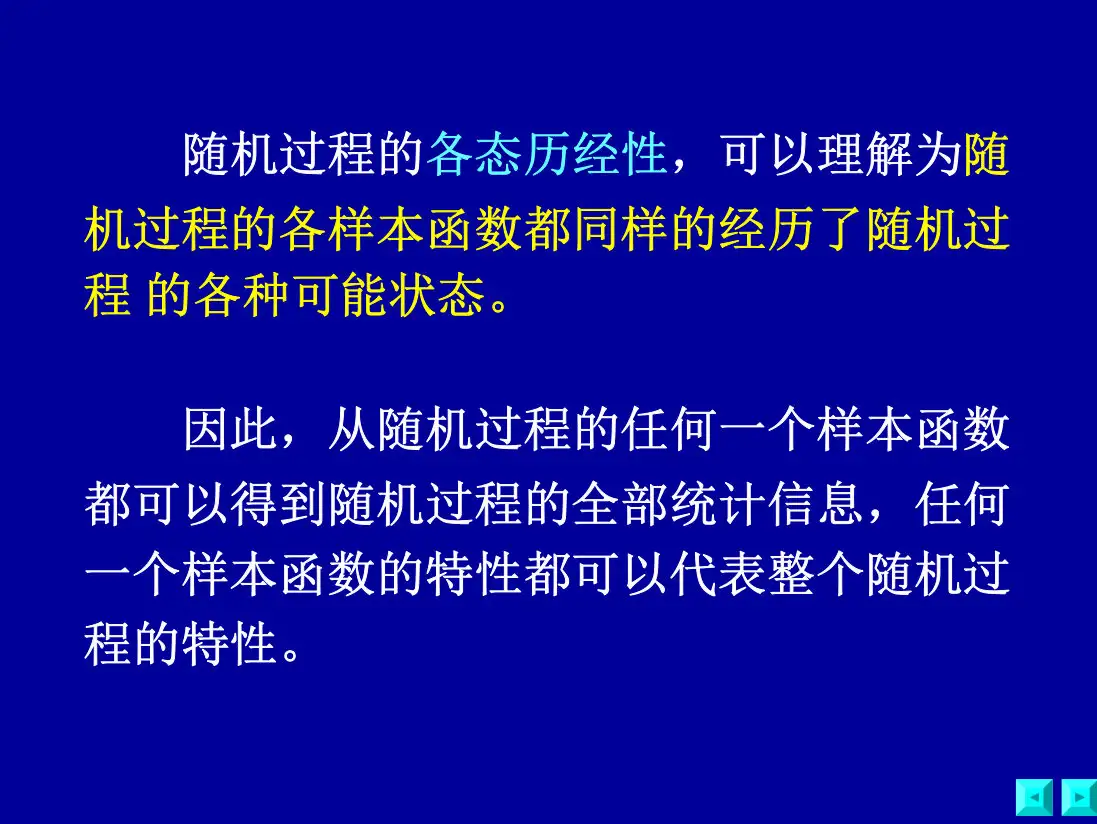 随机过程的各态历经性，可以理解为随
机过程的各样本函数都同样的经历了随机过
程 的各种可能状态。
因此，从随机过程的任何一个样本函数
都可以得到随机过程的全部统计信息，任何
一个样本函数的特性都可以代表整个随机过
程的特性。